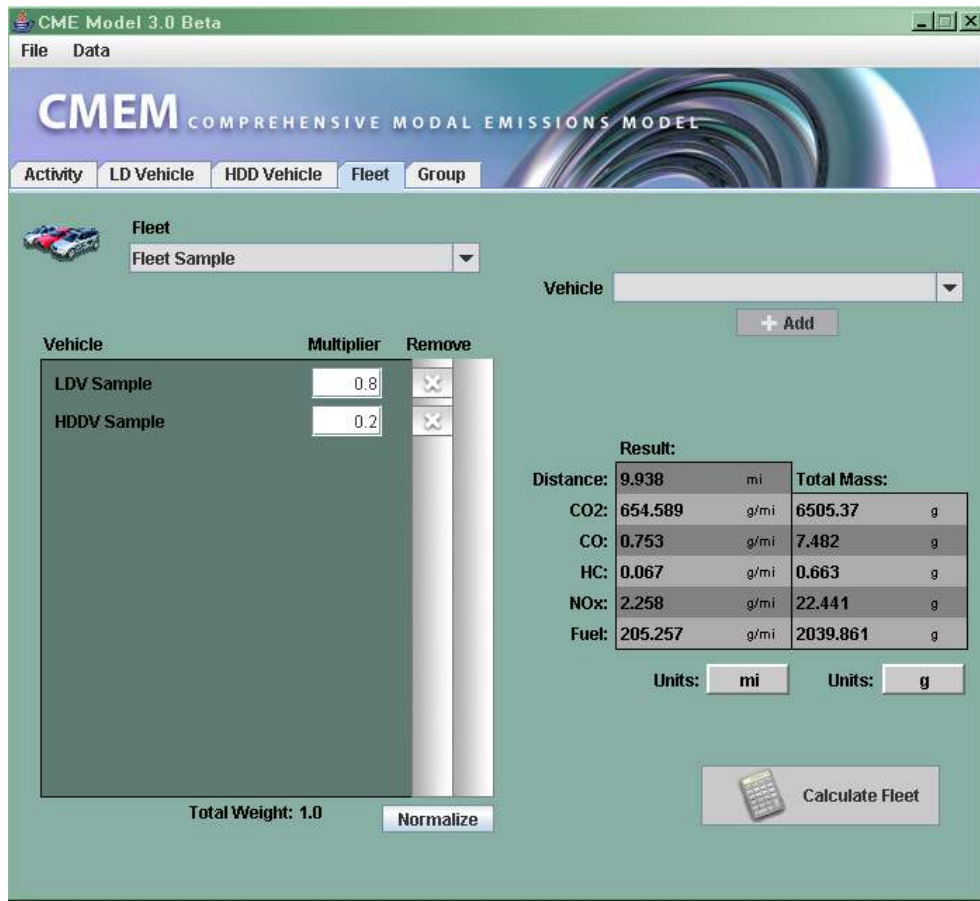 CME Model 3.0 Beta
File Data
CMEM COMPREHENSIVE MODAL EMISSIONS MODEL
Activity LD Vehicle HDD Vehicle Fleet Group
Fleet
Fleet Sample
Vehicle
Add
Vehicle Multiplier Remove
LDV Sample 0.8
HDDV Sample 0.2
Total Weight: 1.0
Normalize
Result:
Distance: 9.938 mi Total Mass:
CO2: 654.589 g/mi 6505.37 g
CO: 0.753 g/mi 7.482 g
HC: 0.067 g/mi 0.663 g
NOx: 2.258 g/mi 22.441 g
Fuel: 205.257 g/mi 2039.861 g
Units: mi Units: g
Calculate Fleet